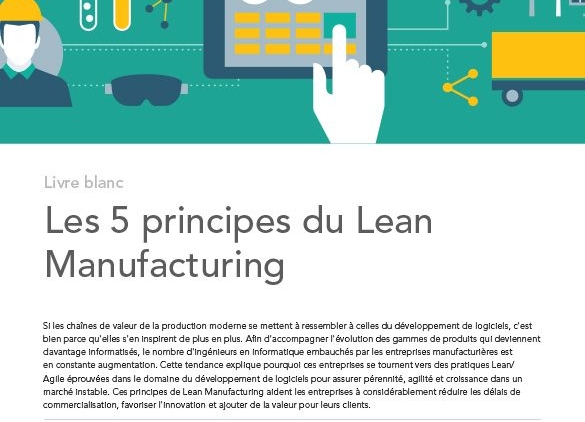 Livre blanc
Les 5 principes du Lean
Manufacturing
Si les chaînes de valeur de la production moderne se mettent à ressembler à celles du développement de logiciels, c'est
bien parce qu'elles s'en inspirent de plus en plus. Afin d'accompagner l'évolution des gammes de produits qui deviennent
davantage informatisés, le nombre d'ingénieurs en informatique embauchés par les entreprises manufacturières est
en constante augmentation. Cette tendance explique pourquoi ces entreprises se tournent vers des pratiques Lean/
Agile éprouvées dans le domaine du développement de logiciels pour assurer pérennité, agilité et croissance dans un
marché instable. Ces principes de Lean Manufacturing aident les entreprises à considérablement réduire les délais de
commercialisation, favoriser l'innovation et ajouter de la valeur pour leurs clients.